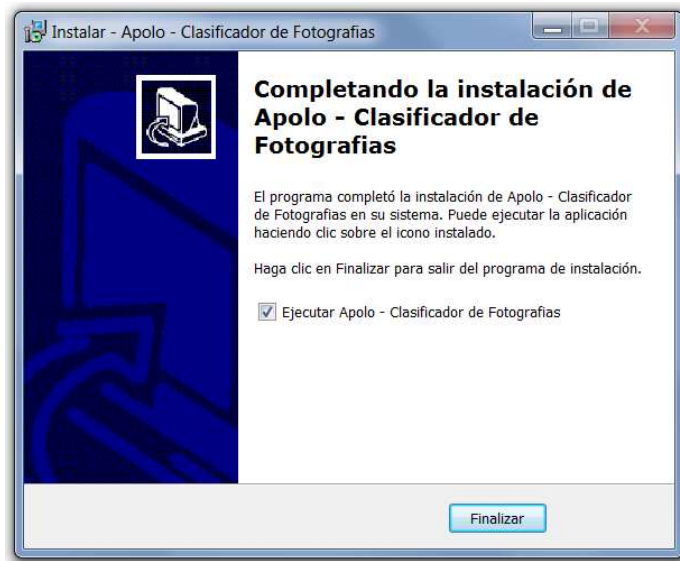 Instalar - Apolo - Clasificador de Fotografias
Completando la instalación de
Apolo - Clasificador de
Fotografias
El programa completó la instalación de Apolo - Clasificador
de Fotografias en su sistema. Puede ejecutar la aplicación
haciendo clic sobre el icono instalado.
Haga clic en Finalizar para salir del programa de instalación.
Ejecutar Apolo - Clasificador de Fotografias
Finalizar